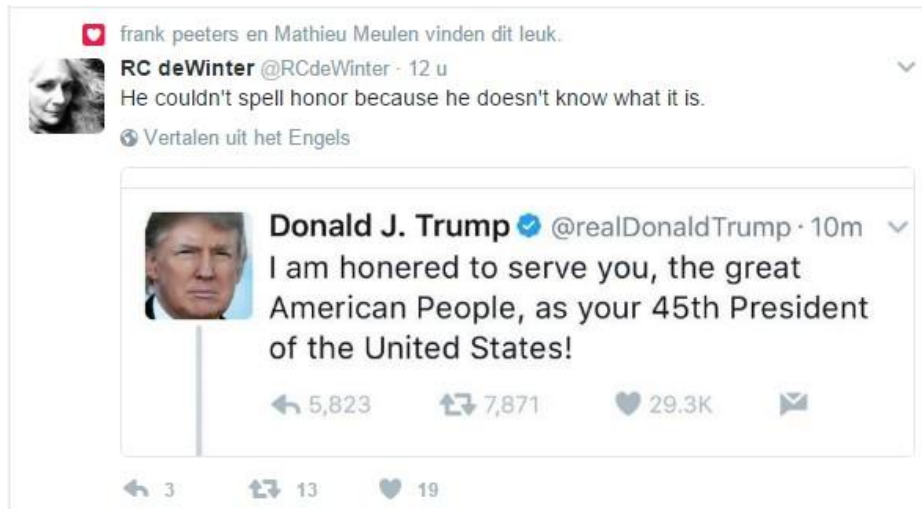 frank peeters en Mathieu Meulen vinden dit leuk.
RC deWinter @RCdeWinter · 12 u
He couldn't spell honor because he doesn't know what it is.
Vertalen uit het Engels
Donald J. Trump @realDonaldTrump · 10m
I am honered to serve you, the great
American People, as your 45th President
of the United States!
5,823 7,871 29.3K
3 13 19